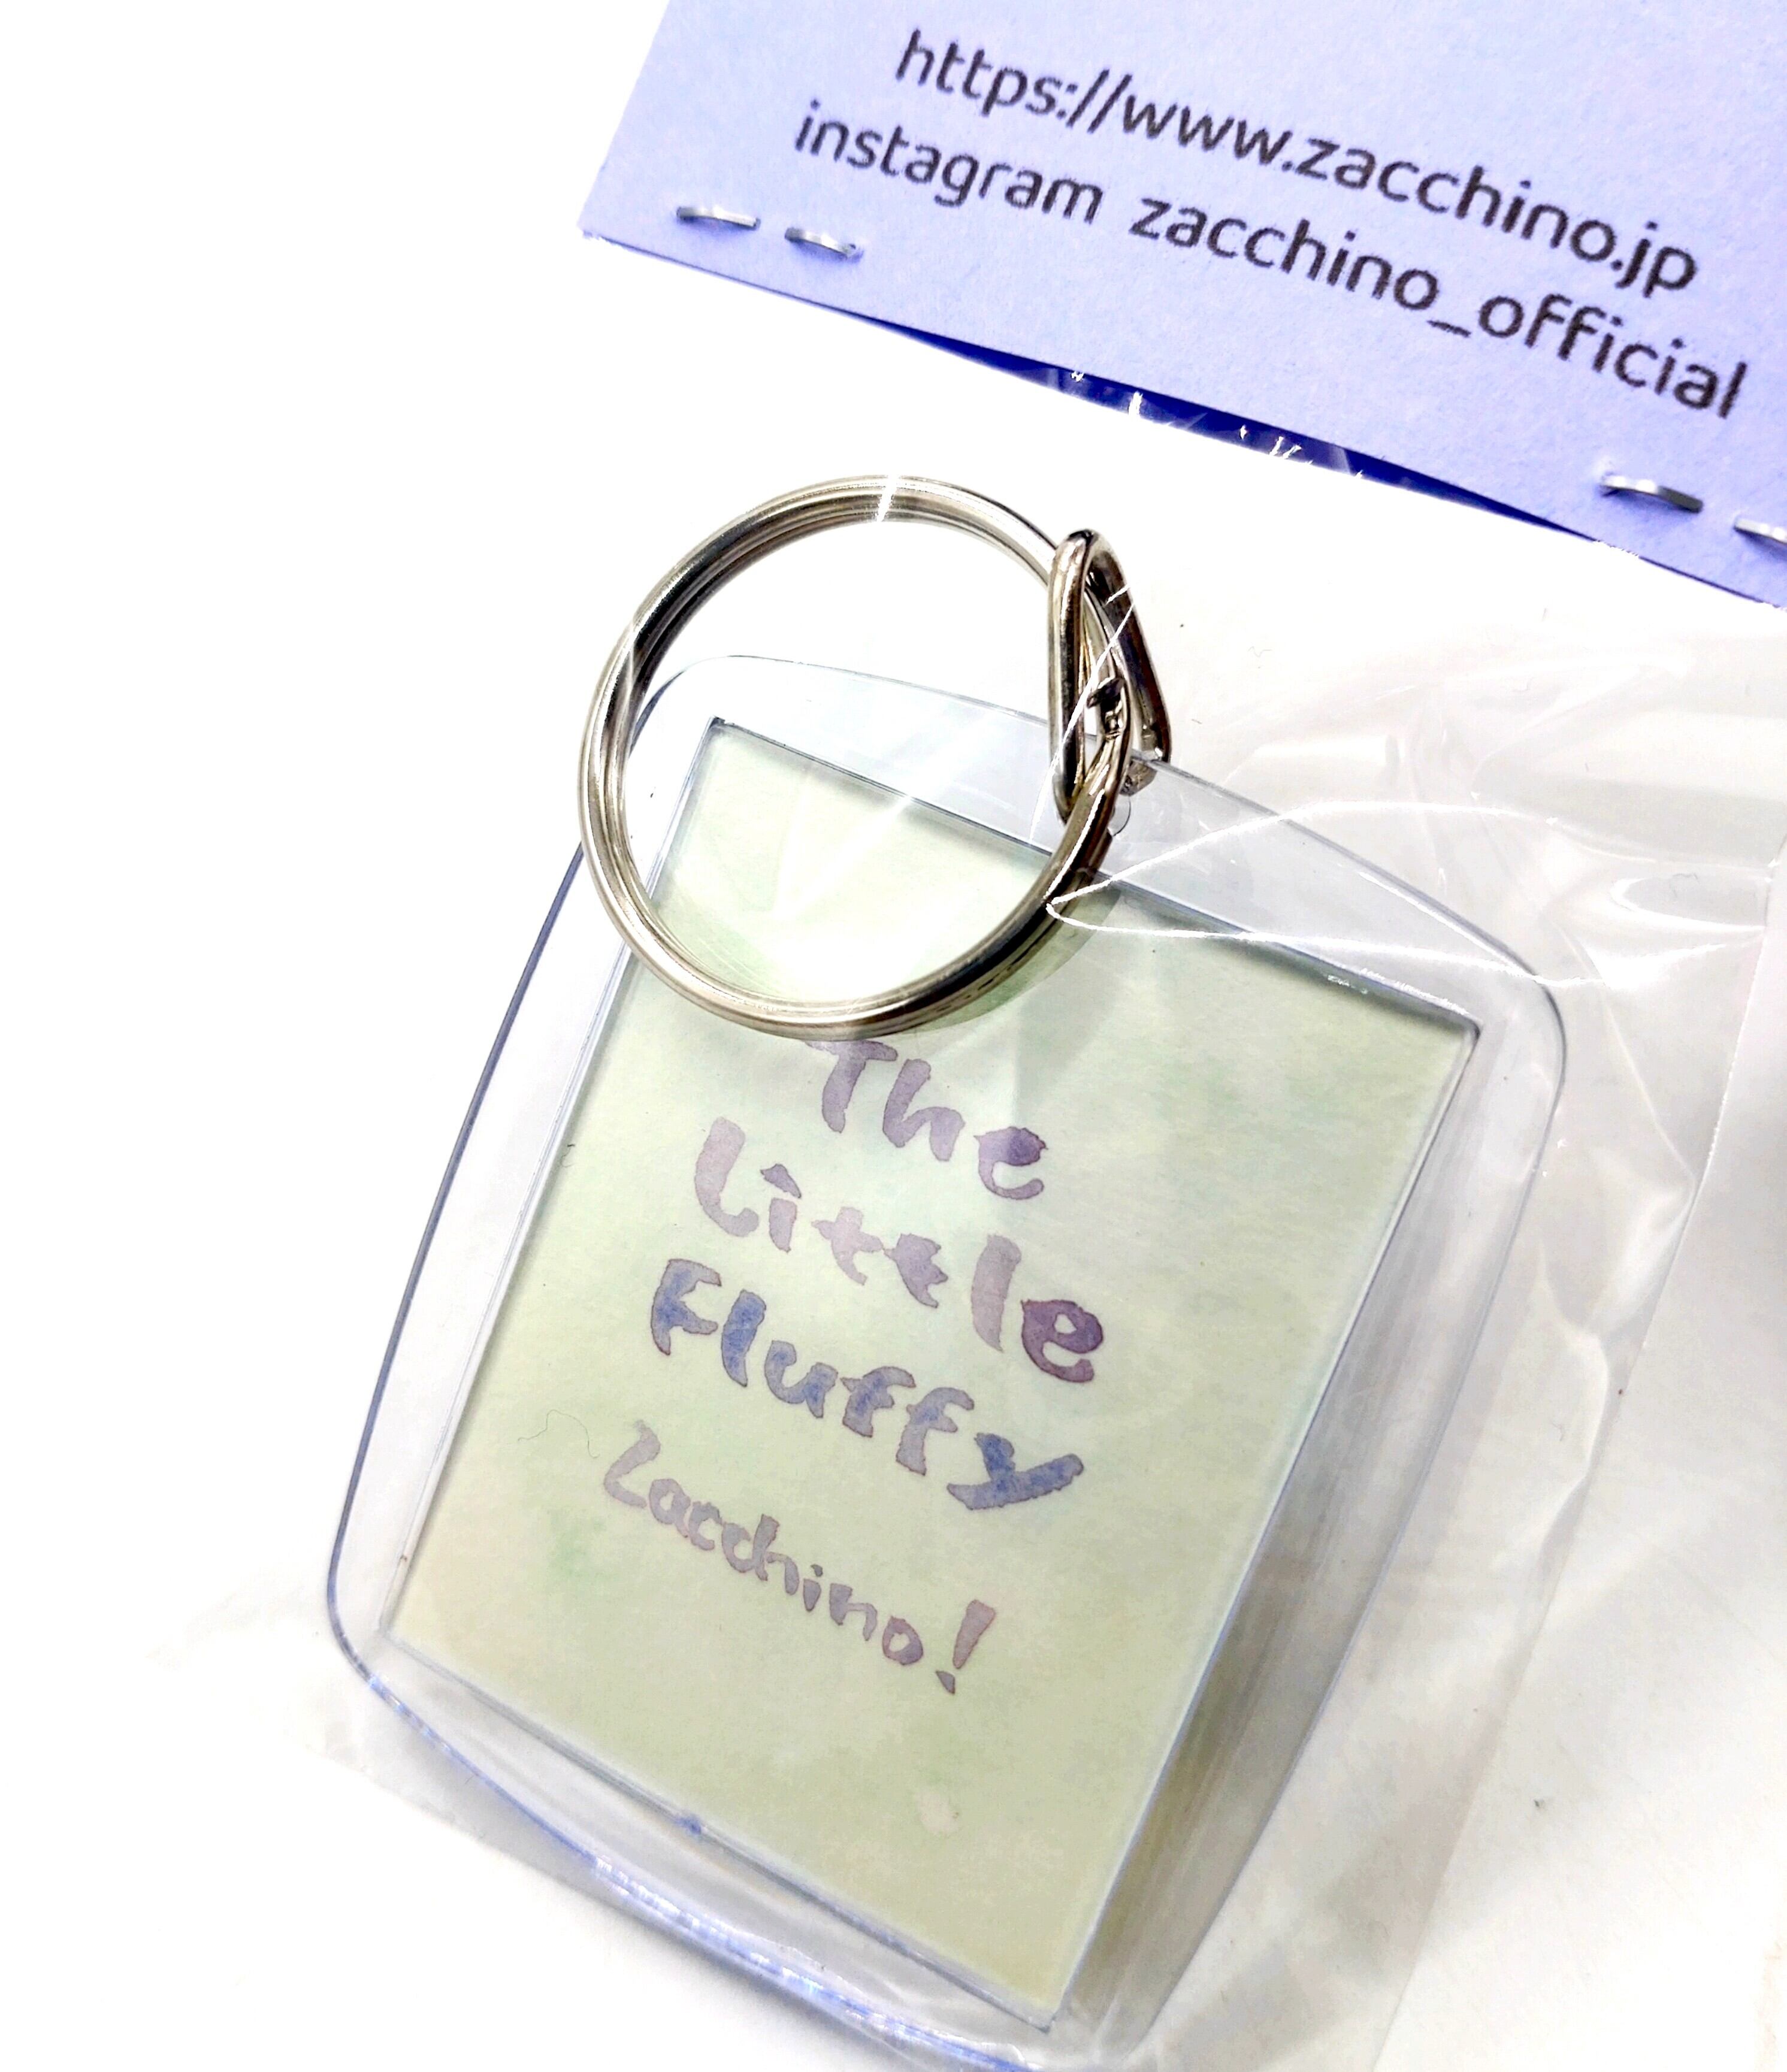 https://www.zacchino.jp
instagram zacchino_official
The
Little
Fluffy
Zacchino!